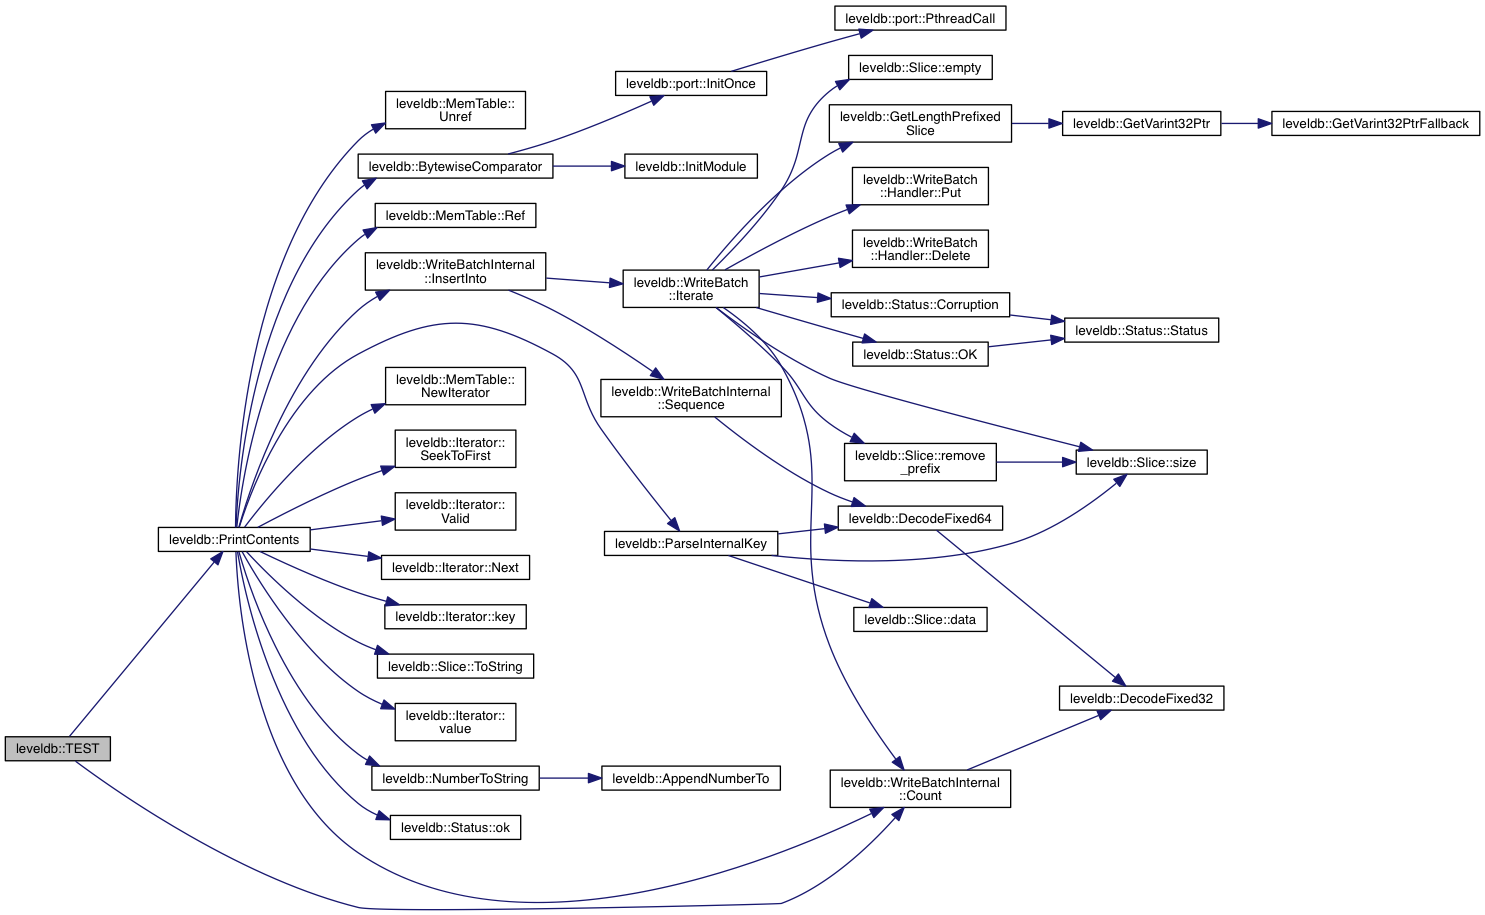 leveldb::port::PthreadCall
leveldb::Slice::empty
leveldb::port::InitOnce
leveldb::MemTable::
Unref
leveldb::GetLengthPrefixed
Slice
leveldb::GetVarint32Ptr
leveldb::GetVarint32PtrFallback
leveldb::BytewiseComparator
leveldb::InitModule
leveldb::WriteBatch
::Handler::Put
leveldb::MemTable::Ref
leveldb::WriteBatch
::Handler::Delete
leveldb::WriteBatchInternal
::InsertInto
leveldb::WriteBatch
::Iterate
leveldb::Status::Corruption
leveldb::Status::Status
leveldb::Status::OK
leveldb::MemTable::
NewIterator
leveldb::WriteBatchInternal
::Sequence
leveldb::Iterator::
SeekToFirst
leveldb::Slice::remove
_prefix
leveldb::Slice::size
leveldb::Iterator::
Valid
leveldb::DecodeFixed64
leveldb::PrintContents
leveldb::ParseInternalKey
leveldb::Iterator::Next
leveldb::Iterator::key
leveldb::Slice::data
leveldb::Slice::ToString
leveldb::DecodeFixed32
leveldb::Iterator::
value
leveldb::TEST
leveldb::NumberToString
leveldb::AppendNumberTo
leveldb::WriteBatchInternal
::Count
leveldb::Status::ok